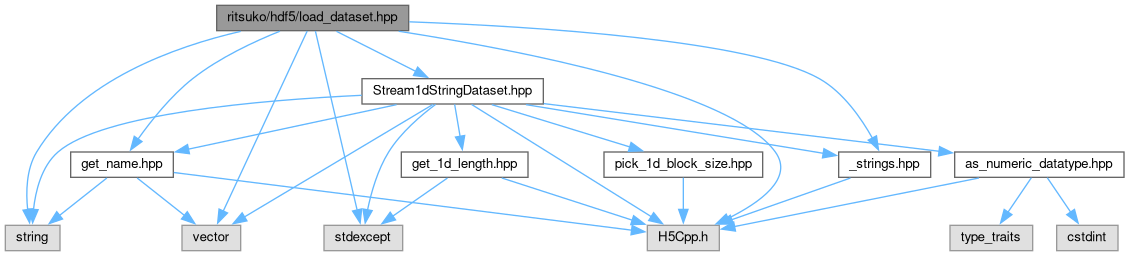 ritsuko/hdf5/load_dataset.hpp
Stream1dStringDataset.hpp
get_name.hpp
get_1d_length.hpp
pick_1d_block_size.hpp
_strings.hpp
as_numeric_datatype.hpp
string
vector
stdexcept
H5Cpp.h
type_traits
cstdint